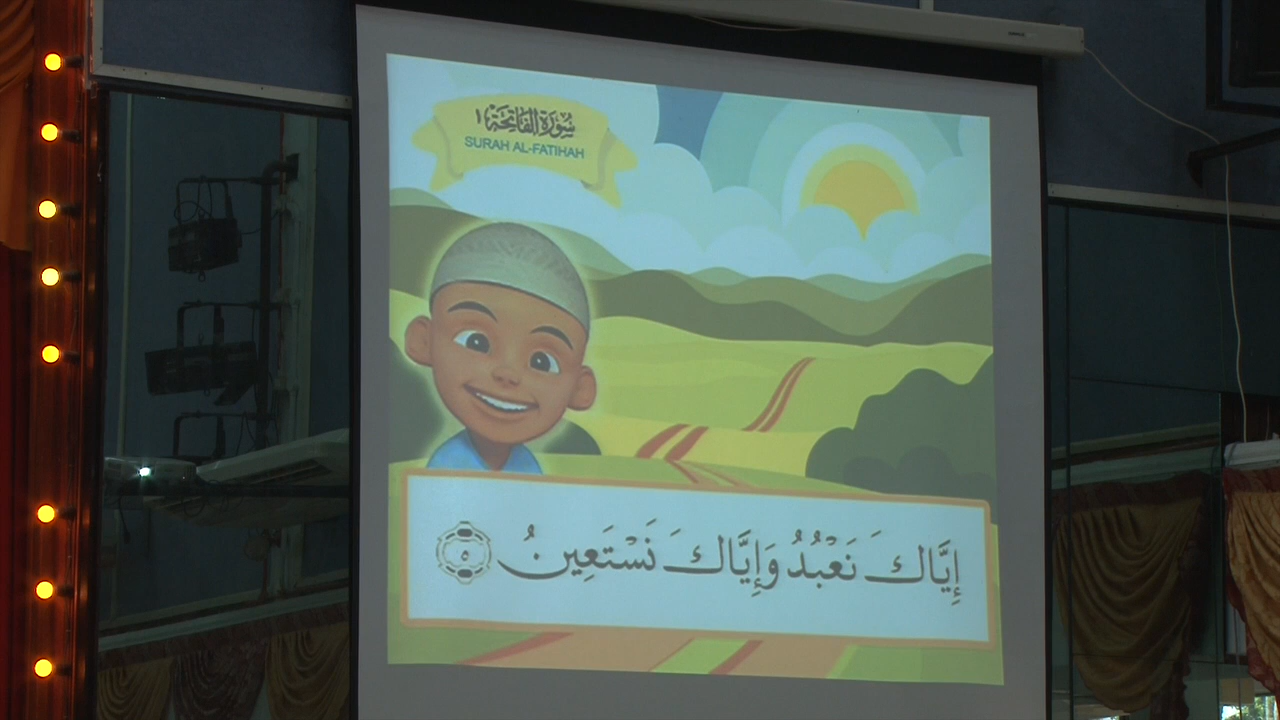 سُورَةُ الفَاتِحَة ١
SURAH AL-FATIHAH
إِيَّاكَ نَعْبُدُ وَإِيَّاكَ نَسْتَعِينُ ٥